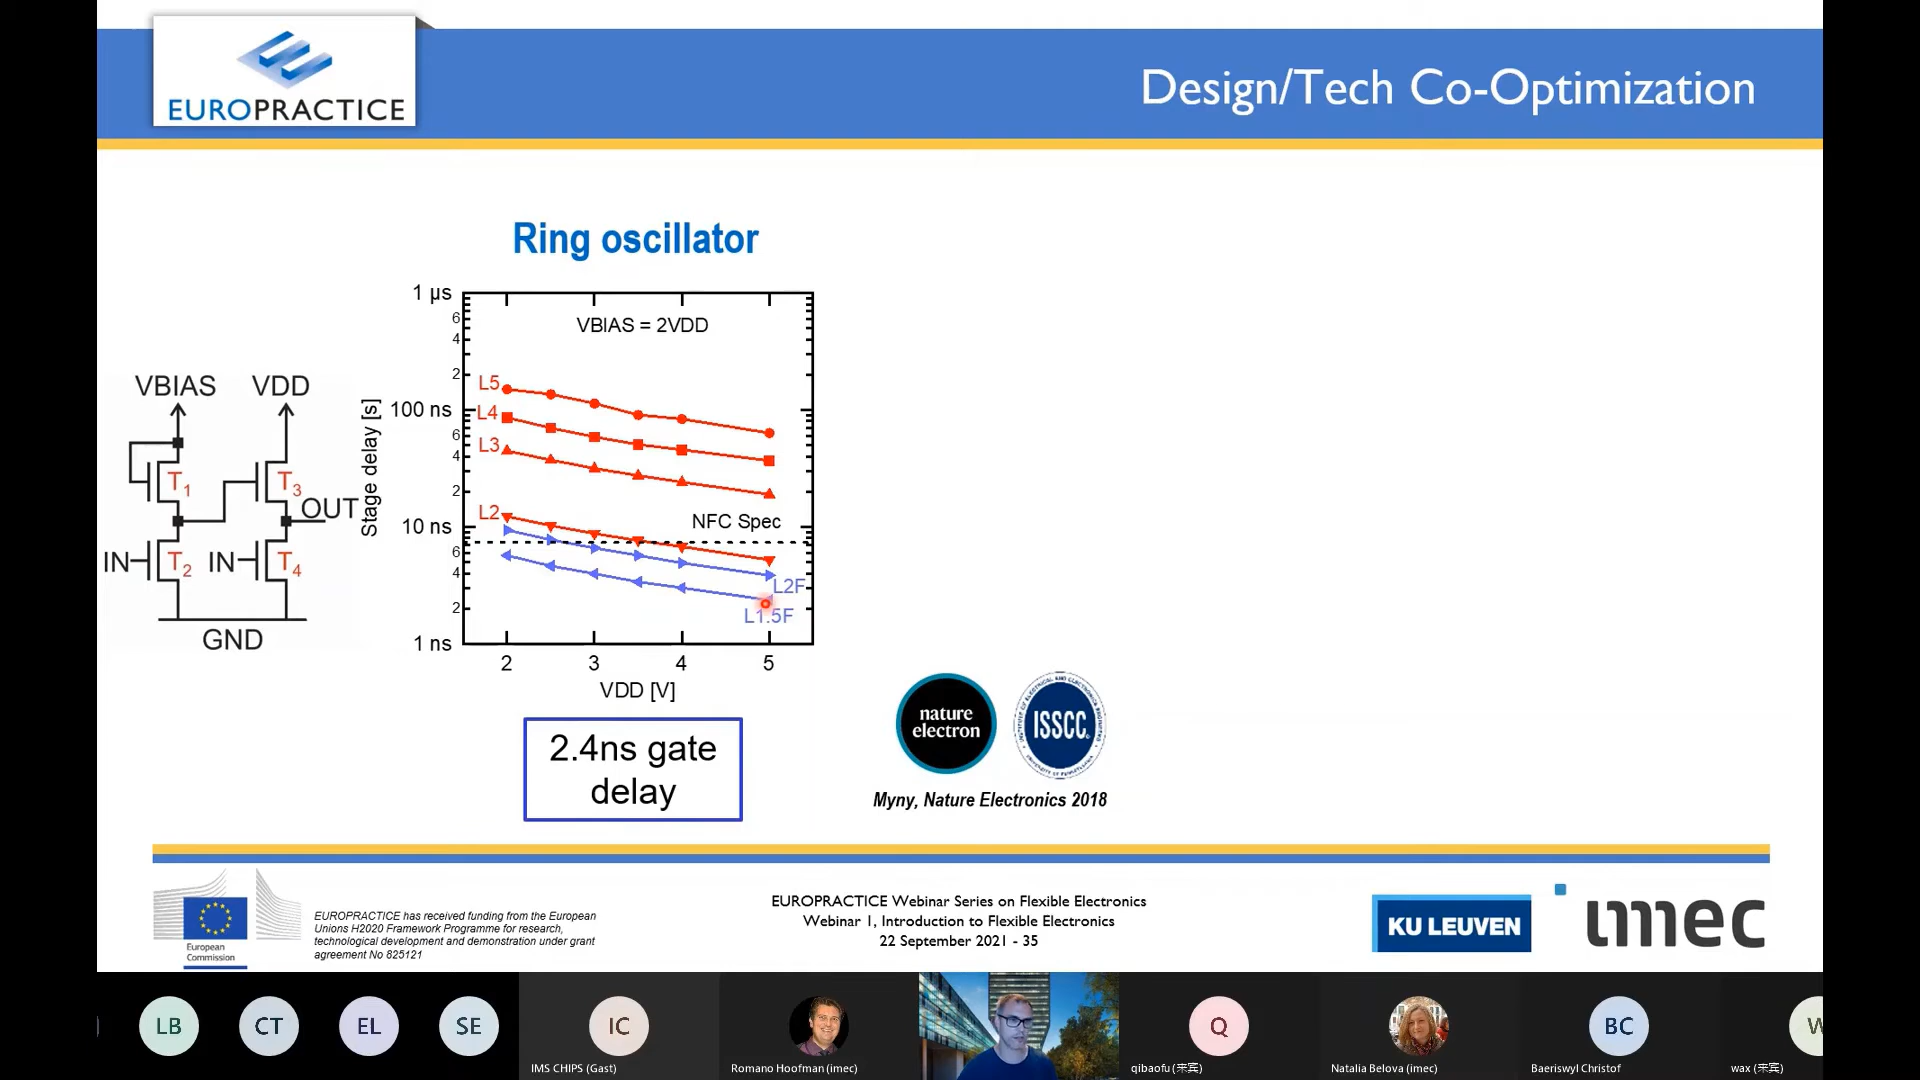 EUROPRACTICE
Design/Tech Co-Optimization
Ring oscillator
VBIAS VDD
T1
T3
OUT
IN
T2
IN
T4
GND
Stage delay [s]
1 µs
6
4
2
100 ns
6
4
2
10 ns
6
4
2
1 ns
VBIAS = 2VDD
L5
L4
L3
L2
NFC Spec
L2F
L1.5F
2 3 4 5
VDD [V]
2.4ns gate
delay
nature
electron
ISSCC
Myny, Nature Electronics 2018
European
Commission
EUROPRACTICE has received funding from the European
Unions H2020 Framework Programme for research,
technological development and demonstration under grant
agreement No 825121
EUROPRACTICE Webinar Series on Flexible Electronics
Webinar 1, Introduction to Flexible Electronics
22 September 2021 - 35
KU LEUVEN
imec
LB CT EL SE IC Q BC W
IMS CHIPS (Gast)
Romano Hoofman (imec)
qibaofu (来宾)
Natalia Belova (imec)
Baeriswyl Christof
wax (来宾)